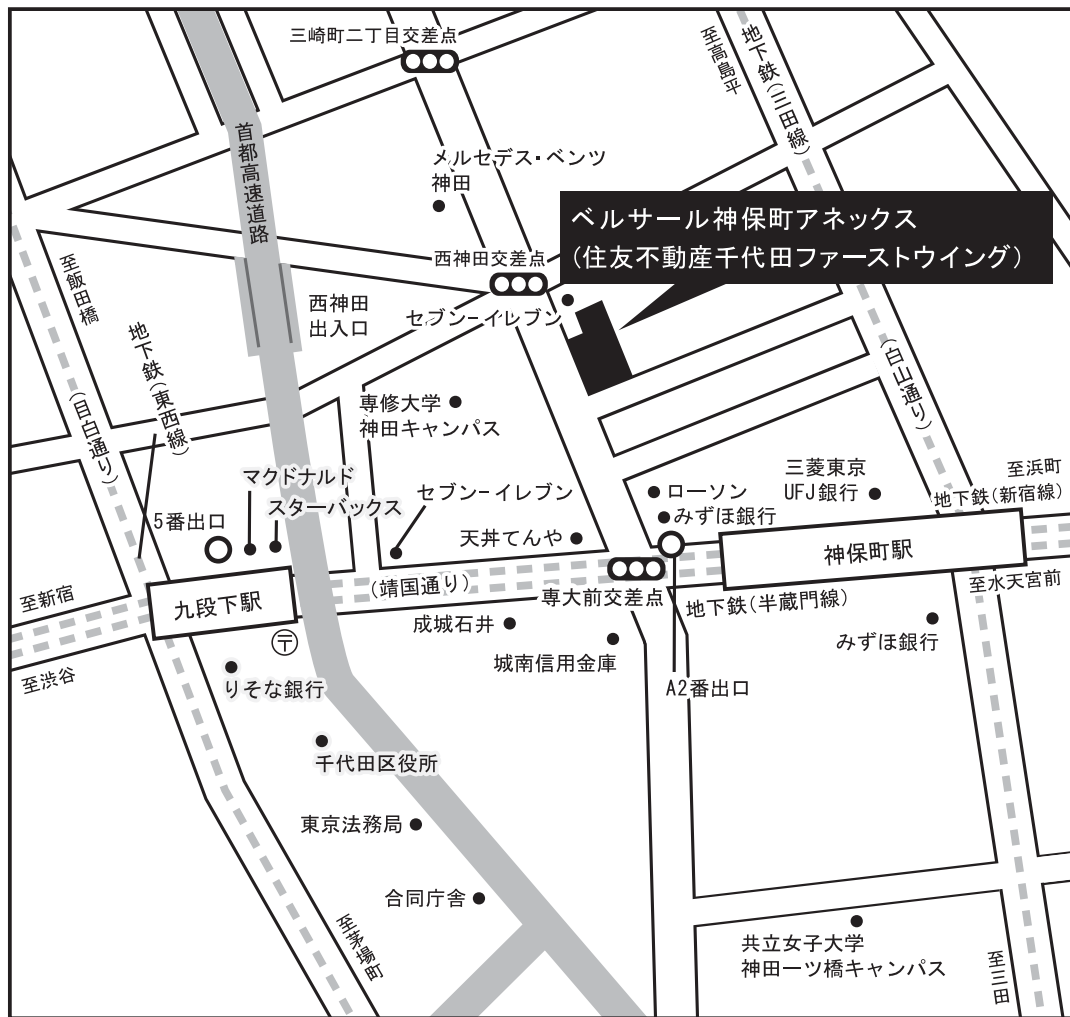 三崎町二丁目交差点
至高島平
地下鉄(三田線)
首都高速道路
メルセデス・ベンツ
神田
ベルサール神保町アネックス
(住友不動産千代田ファーストウイング)
西神田交差点
セブン-イレブン
至飯田橋
西神田
出入口
地下鉄(東西線)
(目白通り)
(白山通り)
専修大学
神田キャンパス
マクドナルド
スターバックス
セブン-イレブン
5番出口
天丼てんや
ローソン
みずほ銀行
三菱東京
UFJ銀行
至浜町
地下鉄(新宿線)
神保町駅
至水天宮前
至新宿
九段下駅
(靖国通り)
専大前交差点
地下鉄(半蔵門線)
至渋谷
〒
りそな銀行
成城石井
城南信用金庫
A2番出口
みずほ銀行
千代田区役所
東京法務局
合同庁舎
至茅場町
共立女子大学
神田一ツ橋キャンパス
至三田